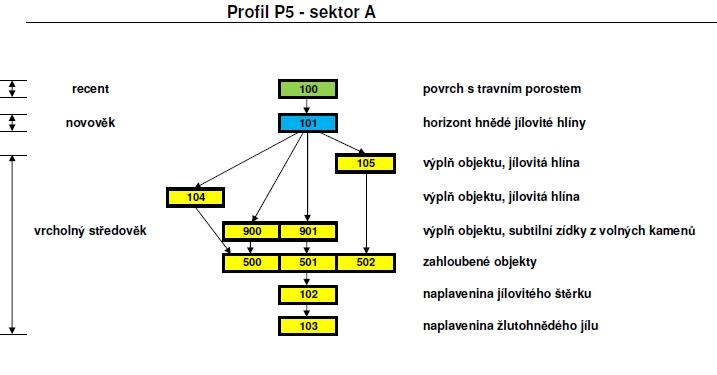 Profil P5 - sektor A
recent 100 povrch s travním porostem
novověk 101 horizont hnědé jílovité hlíny
105 výplň objektu, jílovitá hlína
104 výplň objektu, jílovitá hlína
vrcholný středověk 900 901 výplň objektu, subtilní zídky z volných kamenů
500 501 502 zahloubené objekty
102 naplavenina jílovitého štěrku
103 naplavenina žlutohnědého jílu